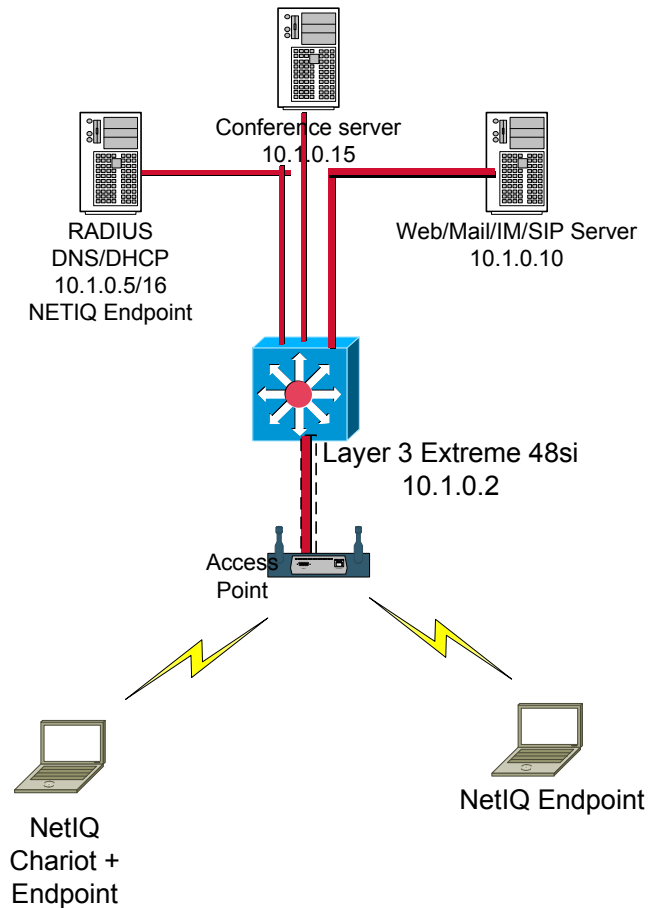 Conference server
10.1.0.15
RADIUS
DNS/DHCP
10.1.0.5/16
NETIQ Endpoint
Web/Mail/IM/SIP Server
10.1.0.10
Layer 3 Extreme 48si
10.1.0.2
Access
Point
NetIQ
Chariot +
Endpoint
NetIQ Endpoint